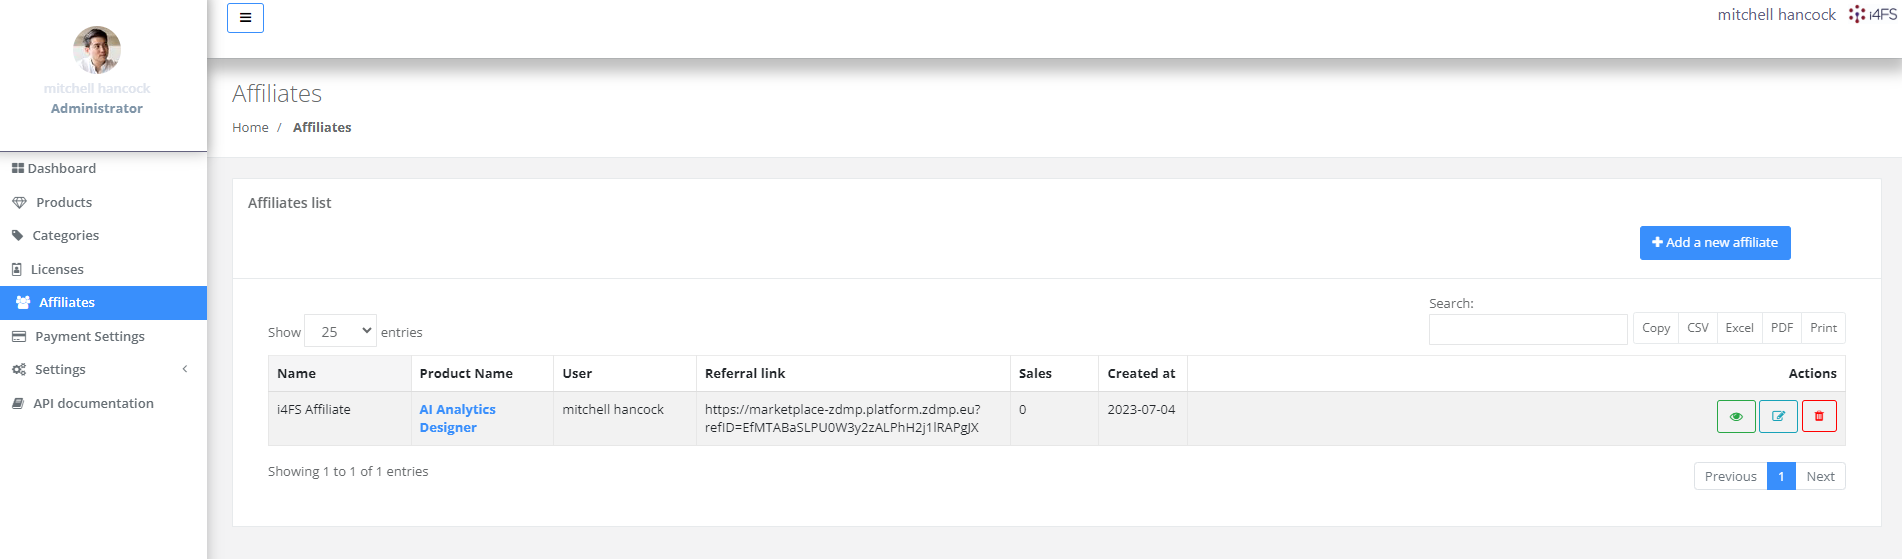 mitchell hancock
i4FS
mitchell hancock
Administrator
Dashboard
Products
Categories
Licenses
Affiliates
Payment Settings
Settings
API documentation
Affiliates
Home / Affiliates
Affiliates list
Add a new affiliate
Show 25 entries
Search:
Copy CSV Excel PDF Print
Name Product Name User Referral link Sales Created at Actions
i4FS Affiliate AI Analytics mitchell hancock https://marketplace-zdmp.platform.zdmp.eu? 0 2023-07-04
Designer refID=EfMTABaSLPU0W3y2zALPhH2j1lRAPgJX
Showing 1 to 1 of 1 entries
Previous 1 Next